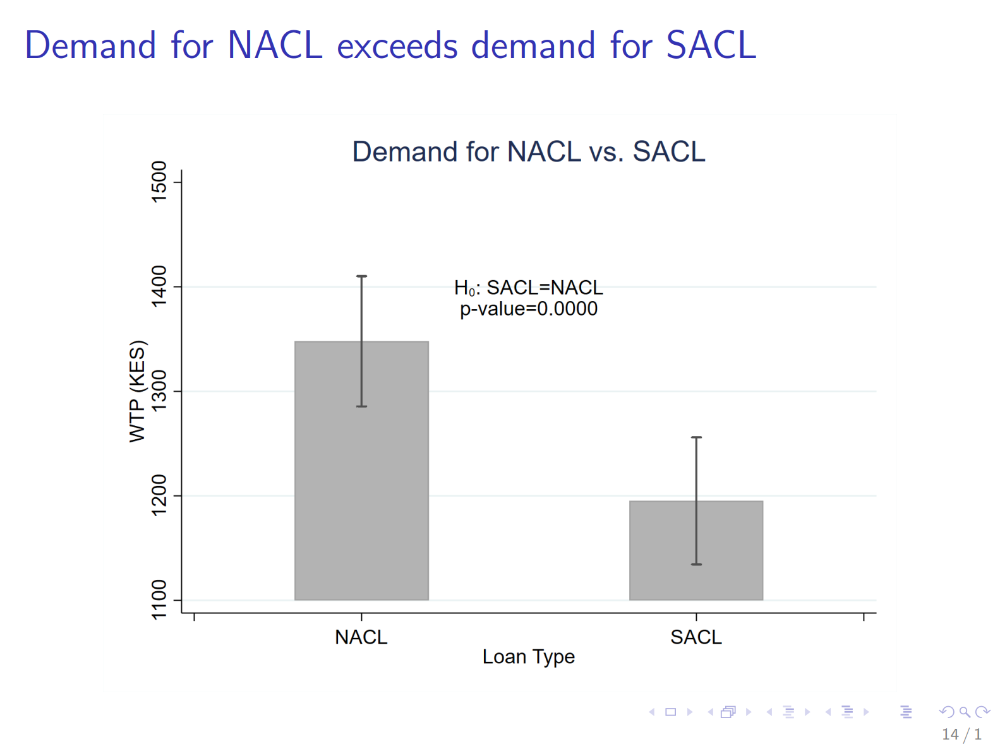 Demand for NACL exceeds demand for SACL
Demand for NACL vs. SACL
1500
1400
1300
1200
1100
WTP (KES)
H₀: SACL=NACL
p-value=0.0000
NACL
SACL
Loan Type
14 / 1